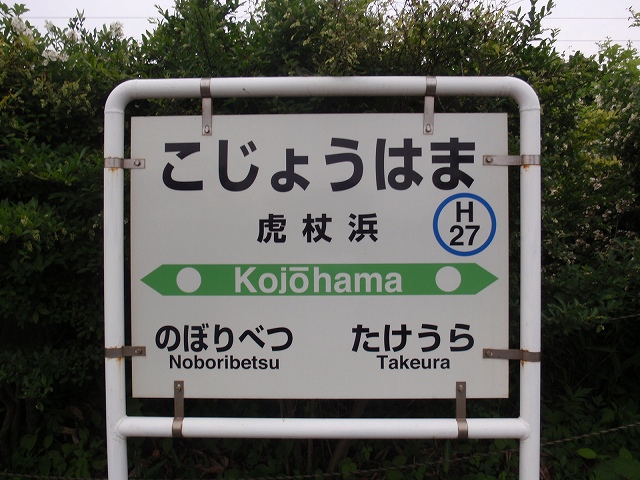 こじょうはま
虎杖浜
H
27
Kojōhama
のぼりべつ
Noboribetsu
たけうら
Takeura